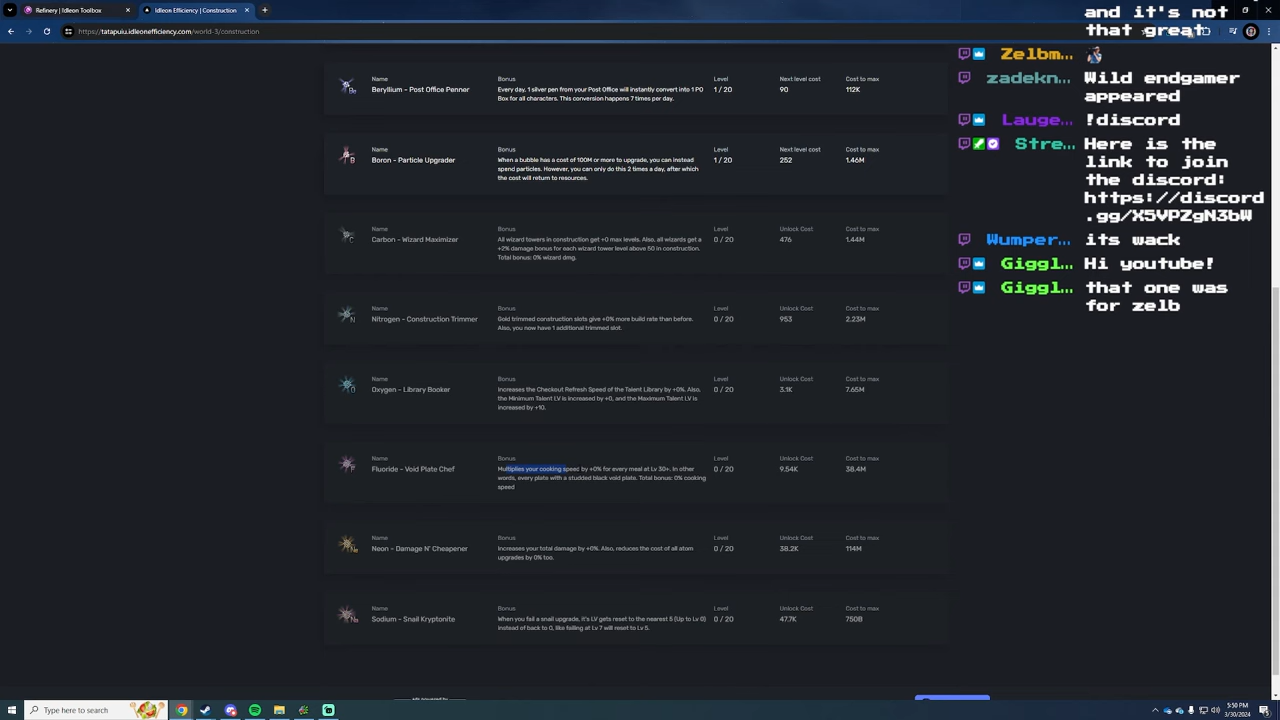 Refinery | Idleon Toolbox
Idleon Efficiency | Construction
https://tatapuiu.idleonefficiency.com/world-3/construction
Name
Beryllium - Post Office Penner
Bonus
Every day, 1 silver pen from your Post Office will instantly convert into 1 PO
Box for all characters. This conversion happens 7 times per day.
Level
1 / 20
Next level cost
90
Cost to max
112K
Name
Boron - Particle Upgrader
Bonus
When a bubble has a cost of 100M or more to upgrade, you can instead
spend particles. However, you can only do this 2 times a day, after which
the cost will return to resources.
Level
1 / 20
Next level cost
252
Cost to max
1.46M
Name
Carbon - Wizard Maximizer
Bonus
All wizard towers in construction get +0 max levels. Also, all wizards get a
+2% damage bonus for each wizard tower level above 50 in construction.
Total bonus: 0% wizard dmg.
Level
0 / 20
Unlock Cost
476
Cost to max
1.44M
Name
Nitrogen - Construction Trimmer
Bonus
Gold trimmed construction slots give +0% more build rate than before.
Also, you now have 1 additional trimmed slot.
Level
0 / 20
Unlock Cost
953
Cost to max
2.23M
Name
Oxygen - Library Booker
Bonus
Increases the Checkout Refresh Speed of the Talent Library by +0%. Also,
the Minimum Talent LV is increased by +0, and the Maximum Talent LV is
increased by +10.
Level
0 / 20
Unlock Cost
3.1K
Cost to max
7.65M
Name
Fluoride - Void Plate Chef
Bonus
Multiplies your cooking speed by +0% for every meal at Lv 30+. In other
words, every plate with a studded black void plate. Total bonus: 0% cooking
speed
Level
0 / 20
Unlock Cost
9.54K
Cost to max
38.4M
Name
Neon - Damage N' Cheapener
Bonus
Increases your total damage by +0%. Also, reduces the cost of all atom
upgrades by 0% too.
Level
0 / 20
Unlock Cost
38.2K
Cost to max
114M
Name
Sodium - Snail Kryptonite
Bonus
When you fail a snail upgrade, it's LV gets reset to the nearest 5 (Up to Lv 0)
instead of back to 0, like failing at Lv 7 will reset to Lv 5.
Level
0 / 20
Unlock Cost
47.7K
Cost to max
750B
and it's not
that great
Zelbm...
zadekn...
Wild endgamer
appeared
Lauge...
!discord
Stre...
Here is the
link to join
the discord:
https://discord
.gg/X5VPZgN3bW
Wumper...
its wack
Giggl...
Hi youtube!
Giggl...
that one was
for zelb
Type here to search
5:50 PM
3/30/2024